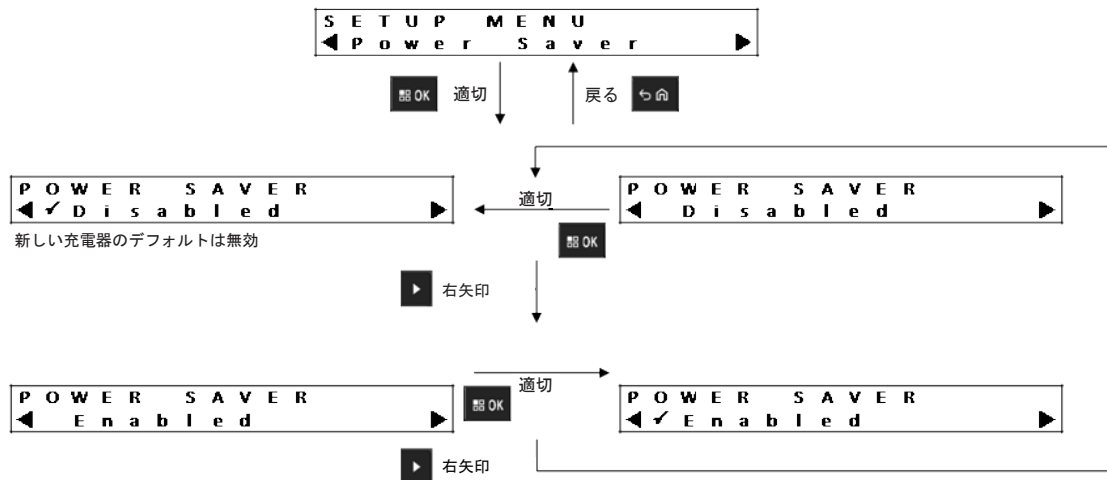 SETUP MENU
◀Power Saver ▶
OK 適切 戻る
POWER SAVER
◀✓Disabled ▶
新しい充電器のデフォルトは無効
適切
OK
POWER SAVER
◀ Disabled ▶
右矢印
POWER SAVER
◀ Enabled ▶
適切
OK
POWER SAVER
◀✓Enabled ▶
右矢印